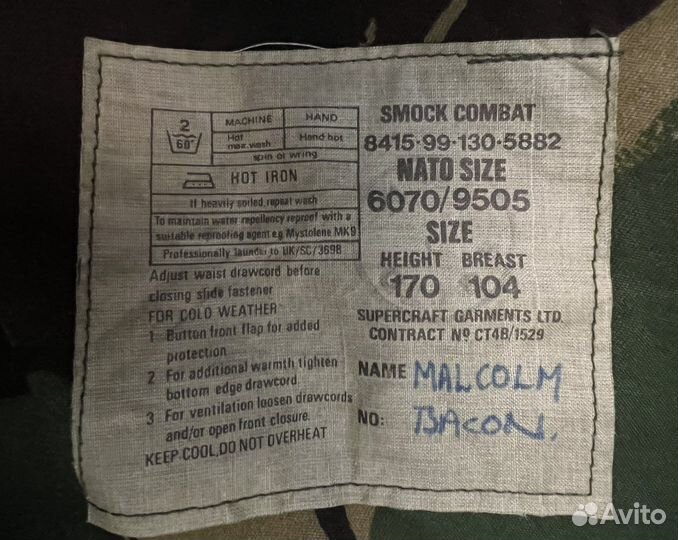 2
60°
MACHINE
HAND
Hot
max.wash
Hand hot
spin or wring
HOT IRON
If heavily soiled repeat wash
To maintain water repellency reproof with a
suitable reproofing agent eg Mystolene MK9
Professionally launder to UK/SC/3698
Adjust waist drawcord before
closing slide fastener
FOR COLD WEATHER
1 Button front flap for added
protection
2 For additional warmth tighten
bottom edge drawcord
3 For ventilation loosen drawcords
and/or open front closure.
KEEP COOL,DO NOT OVERHEAT
SMOCK COMBAT
8415·99·130·5882
NATO SIZE
6070/9505
SIZE
HEIGHT BREAST
170 104
SUPERCRAFT GARMENTS LTD.
CONTRACT Nº CT4B/1529
NAME MALCOLM
NO: BACON.
Avito